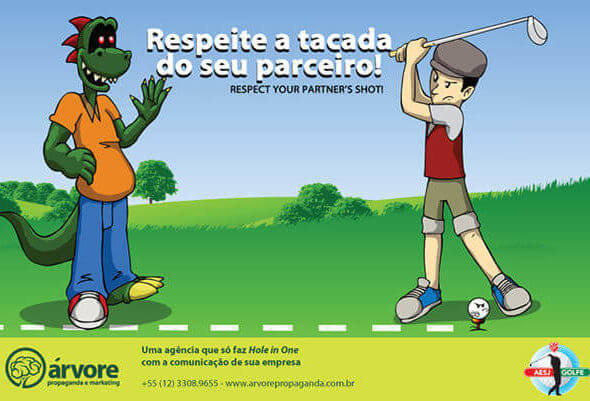 Respeite a tacada
do seu parceiro!
RESPECT YOUR PARTNER'S SHOT!
árvore
propaganda e marketing
Uma agência que só faz Hole in One
com a comunicação de sua empresa
+55 (12) 3308.9655 - www.arvorepropaganda.com.br
AESJ GOLFE